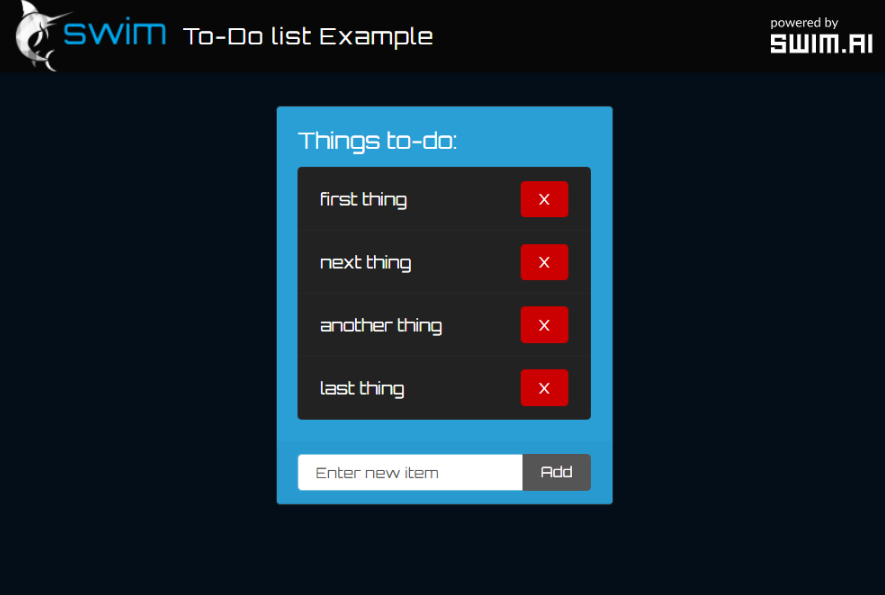 swim To-Do list Example
powered by
SWIM.AI
Things to-do:
first thing X
next thing X
another thing X
last thing X
Enter new item Add